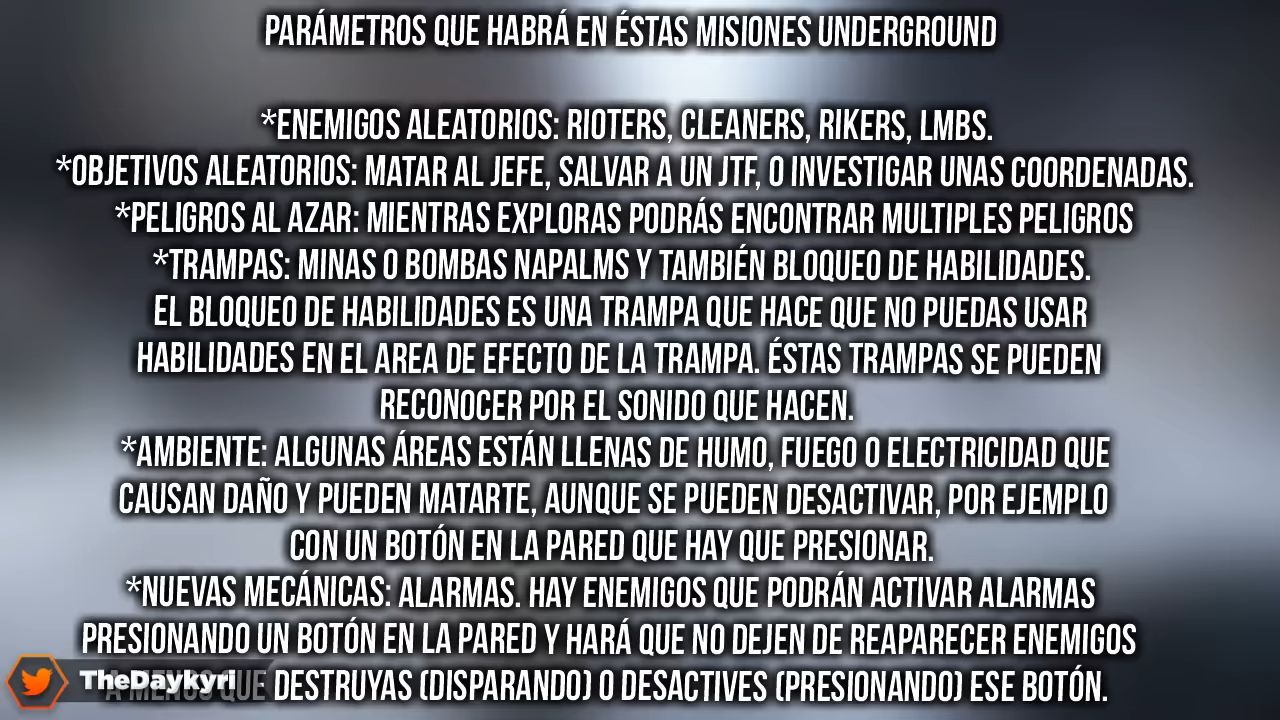 PARÁMETROS QUE HABRÁ EN ÉSTAS MISIONES UNDERGROUND
*ENEMIGOS ALEATORIOS: RIOTERS, CLEANERS, RIKERS, LMBS.
*OBJETIVOS ALEATORIOS: MATAR AL JEFE, SALVAR A UN JTF, O INVESTIGAR UNAS COORDENADAS.
*PELIGROS AL AZAR: MIENTRAS EXPLORAS PODRÁS ENCONTRAR MULTIPLES PELIGROS
*TRAMPAS: MINAS O BOMBAS NAPALMS Y TAMBIÉN BLOQUEO DE HABILIDADES.
EL BLOQUEO DE HABILIDADES ES UNA TRAMPA QUE HACE QUE NO PUEDAS USAR
HABILIDADES EN EL AREA DE EFECTO DE LA TRAMPA. ÉSTAS TRAMPAS SE PUEDEN
RECONOCER POR EL SONIDO QUE HACEN.
*AMBIENTE: ALGUNAS ÁREAS ESTÁN LLENAS DE HUMO, FUEGO O ELECTRICIDAD QUE
CAUSAN DAÑO Y PUEDEN MATARTE, AUNQUE SE PUEDEN DESACTIVAR, POR EJEMPLO
CON UN BOTÓN EN LA PARED QUE HAY QUE PRESIONAR.
*NUEVAS MECÁNICAS: ALARMAS. HAY ENEMIGOS QUE PODRÁN ACTIVAR ALARMAS
PRESIONANDO UN BOTÓN EN LA PARED Y HARÁ QUE NO DEJEN DE REAPARECER ENEMIGOS
A MENOS QUE DESTRUYAS (DISPARANDO) O DESACTIVES (PRESIONANDO) ESE BOTÓN.
TheDaykyri